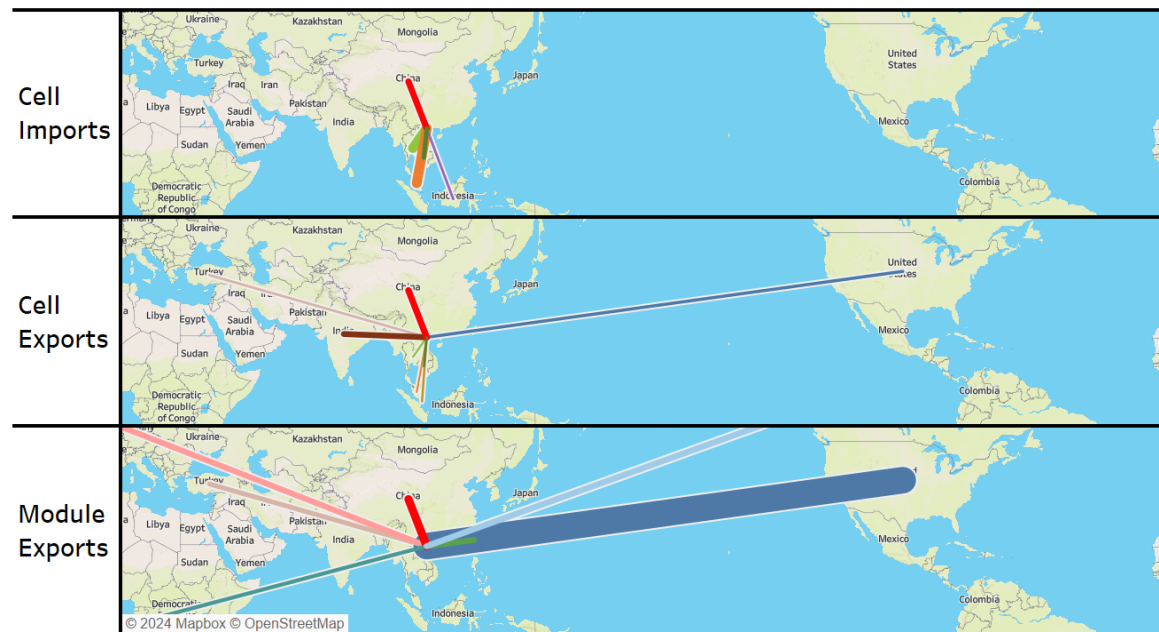 Ukraine
Kazakhstan
Mongolia
United
States
Turkey
China
Japan
Cell
Imports
Iraq
Iran
Pakistan
Libya
Egypt
Saudi
Arabia
India
Mexico
Sudan
Yemen
Democratic
Republic
of Congo
Indonesia
Colombia
Ukraine
Kazakhstan
Mongolia
United
States
Turkey
China
Japan
Cell
Exports
Iraq
Pakistan
Libya
Egypt
Saudi
Arabia
India
Mexico
Sudan
Yemen
Democratic
Republic
of Congo
Indonesia
Colombia
Ukraine
Kazakhstan
Mongolia
Turkey
China
Japan
Module
Exports
Iraq
Iran
Pakistan
Libya
Egypt
Saudi
Arabia
India
Mexico
Sudan
Yemen
Democratic
Indonesia
Colombia
© 2024 Mapbox © OpenStreetMap